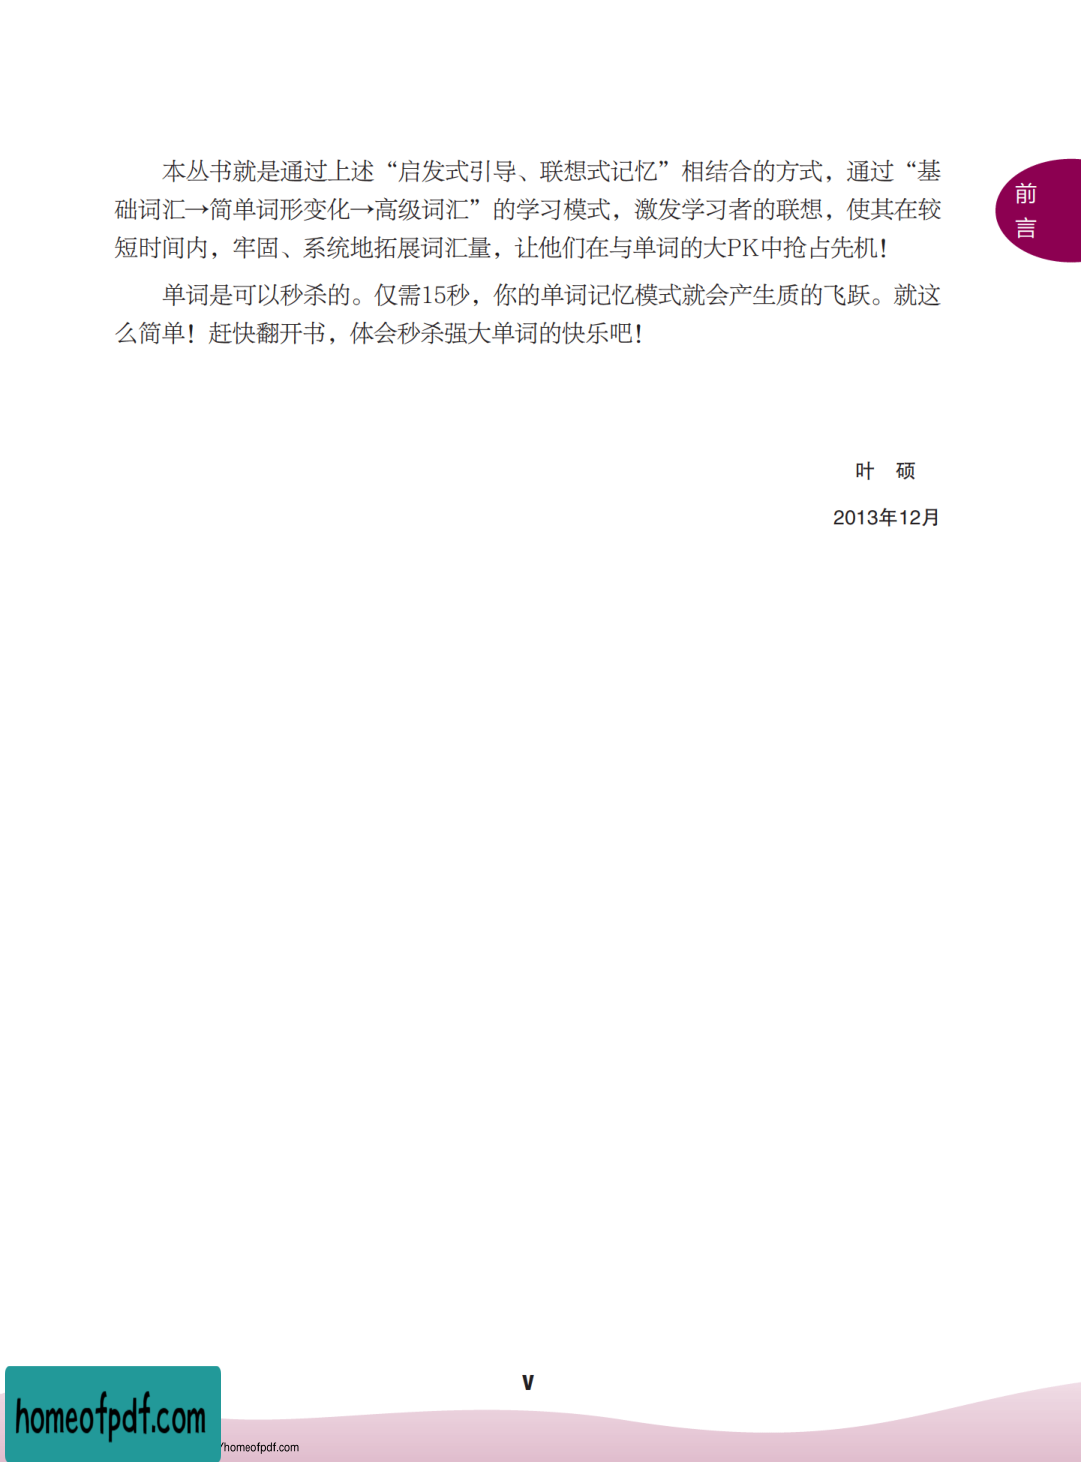 本丛书就是通过上述“启发式引导、联想式记忆”相结合的方式，通过“基
础词汇→简单词形变化→高级词汇”的学习模式，激发学习者的联想，使其在较
短时间内，牢固、系统地拓展词汇量，让他们在与单词的大PK中抢占先机！
单词是可以秒杀的。仅需15秒，你的单词记忆模式就会产生质的飞跃。就这
么简单！赶快翻开书，体会秒杀强大单词的快乐吧！
前
言
叶 硕
2013年12月
V
homeofpdf.com
/homeofpdf.com